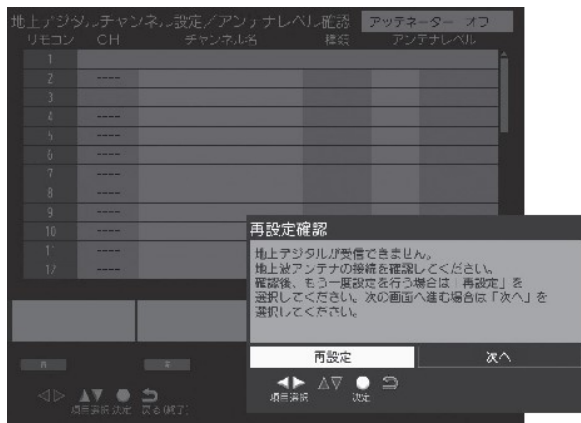 地上デジタルチャンネル設定/アンテナレベル確認
アッテネーター オフ
リモコン CH チャンネル名 種類 アンテナレベル
1
2 ----
3
4 ----
5 ----
6 ----
7 ----
8 ----
9 ----
10 ----
11 ----
12 ----
再設定確認
地上デジタルが受信できません。
地上波アンテナの接続を確認してください。
確認後、もう一度設定を行う場合は「再設定」を
選択してください。次の画面へ進む場合は「次へ」を
選択してください。
再設定 次へ
項目選択 決定
項目選択 決定 戻る(終了)